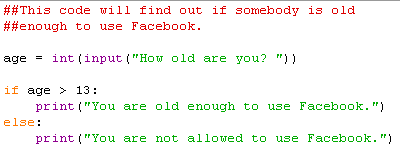 ##This code will find out if somebody is old
##enough to use Facebook.
age = int(input("How old are you? "))
if age > 13:
    print("You are old enough to use Facebook.")
else:
    print("You are not allowed to use Facebook.")